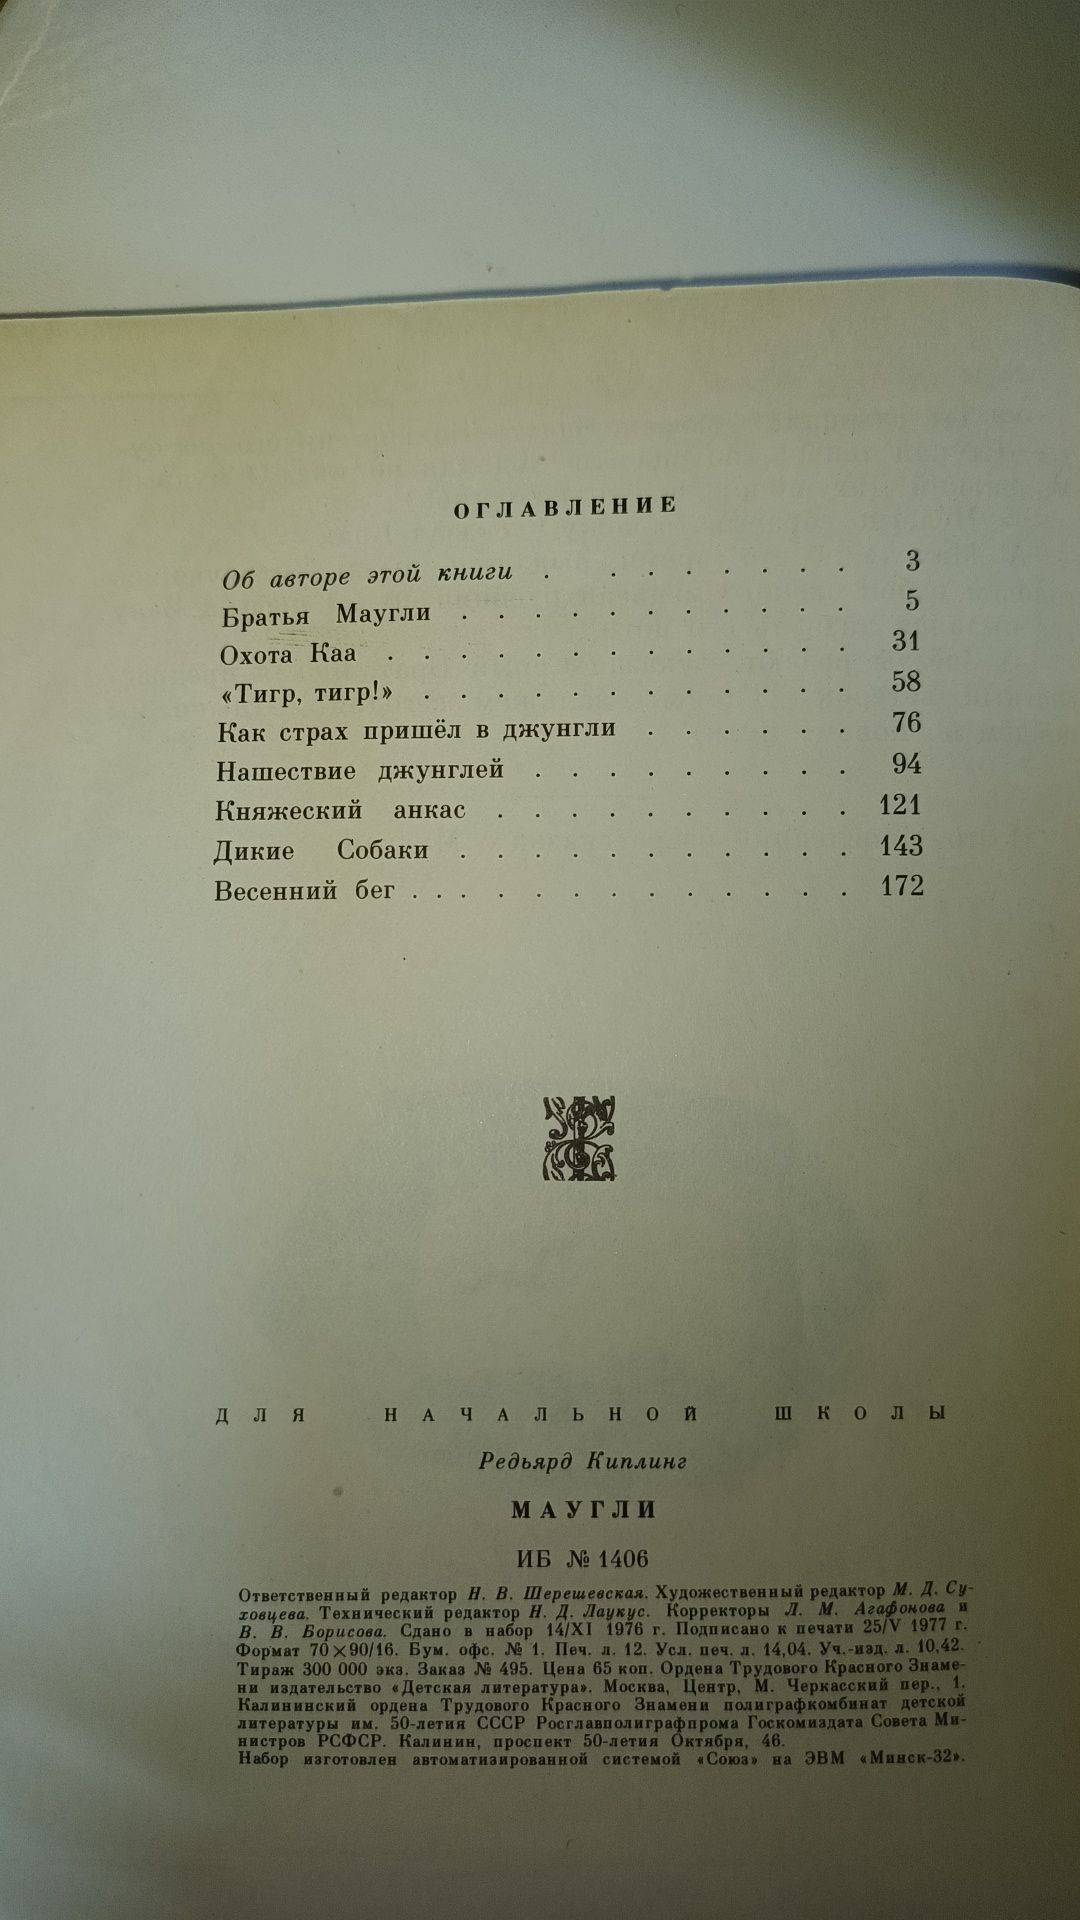 ОГЛАВЛЕНИЕ
Об авторе этой книги . . . . . . . . 3
Братья Маугли . . . . . . . . . . . 5
Охота Каа . . . . . . . . . . . . . 31
«Тигр, тигр!» . . . . . . . . . . . . 58
Как страх пришёл в джунгли . . . . . . 76
Нашествие джунглей . . . . . . . . . 94
Княжеский анкас . . . . . . . . . . 121
Дикие Собаки . . . . . . . . . . . 143
Весенний бег . . . . . . . . . . . . . 172
ДЛЯ НАЧАЛЬНОЙ ШКОЛЫ
Редьярд Киплинг
МАУГЛИ
ИБ № 1406
Ответственный редактор Н. В. Шерешевская. Художественный редактор М. Д. Су-
ховцева. Технический редактор Н. Д. Лаукус. Корректоры Л. М. Агафонова и
В. В. Борисова. Сдано в набор 14/XI 1976 г. Подписано к печати 25/V 1977 г.
Формат 70×90/16. Бум. офс. № 1. Печ. л. 12. Усл. печ. л. 14,04. Уч.-изд. л. 10,42.
Тираж 300 000 экз. Заказ № 495. Цена 65 коп. Ордена Трудового Красного Знаме-
ни издательство «Детская литература». Москва, Центр, М. Черкасский пер., 1.
Калининский ордена Трудового Красного Знамени полиграфкомбинат детской
литературы им. 50-летия СССР Росглавполиграфпрома Госкомиздата Совета Ми-
нистров РСФСР. Калинин, проспект 50-летия Октября, 46.
Набор изготовлен автоматизированной системой «Союз» на ЭВМ «Минск-32».